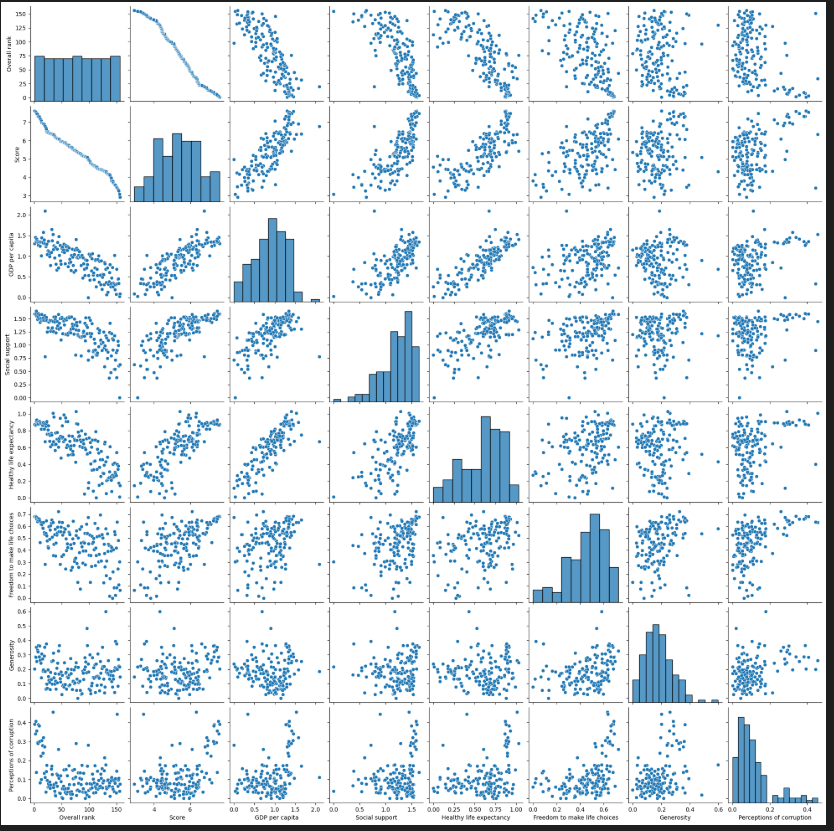 Overall rank
150
125
100
75
50
25
0
Score
7
6
5
4
3
GDP per capita
2.0
1.5
1.0
0.5
0.0
Social support
1.50
1.25
1.00
0.75
0.50
0.25
0.00
Healthy life expectancy
1.0
0.8
0.6
0.4
0.2
0.0
Freedom to make life choices
0.7
0.6
0.5
0.4
0.3
0.2
0.1
0.0
Generosity
0.6
0.5
0.4
0.3
0.2
0.1
0.0
Perceptions of corruption
0.4
0.3
0.2
0.1
0.0
0 50 100 150
4 6
0.0 0.5 1.0 1.5 2.0
0.0 0.5 1.0 1.5
0.00 0.25 0.50 0.75 1.00
0.0 0.2 0.4 0.6
0.0 0.2 0.4 0.6
0.0 0.2 0.4
Overall rank
Score
GDP per capita
Social support
Healthy life expectancy
Freedom to make life choices
Generosity
Perceptions of corruption